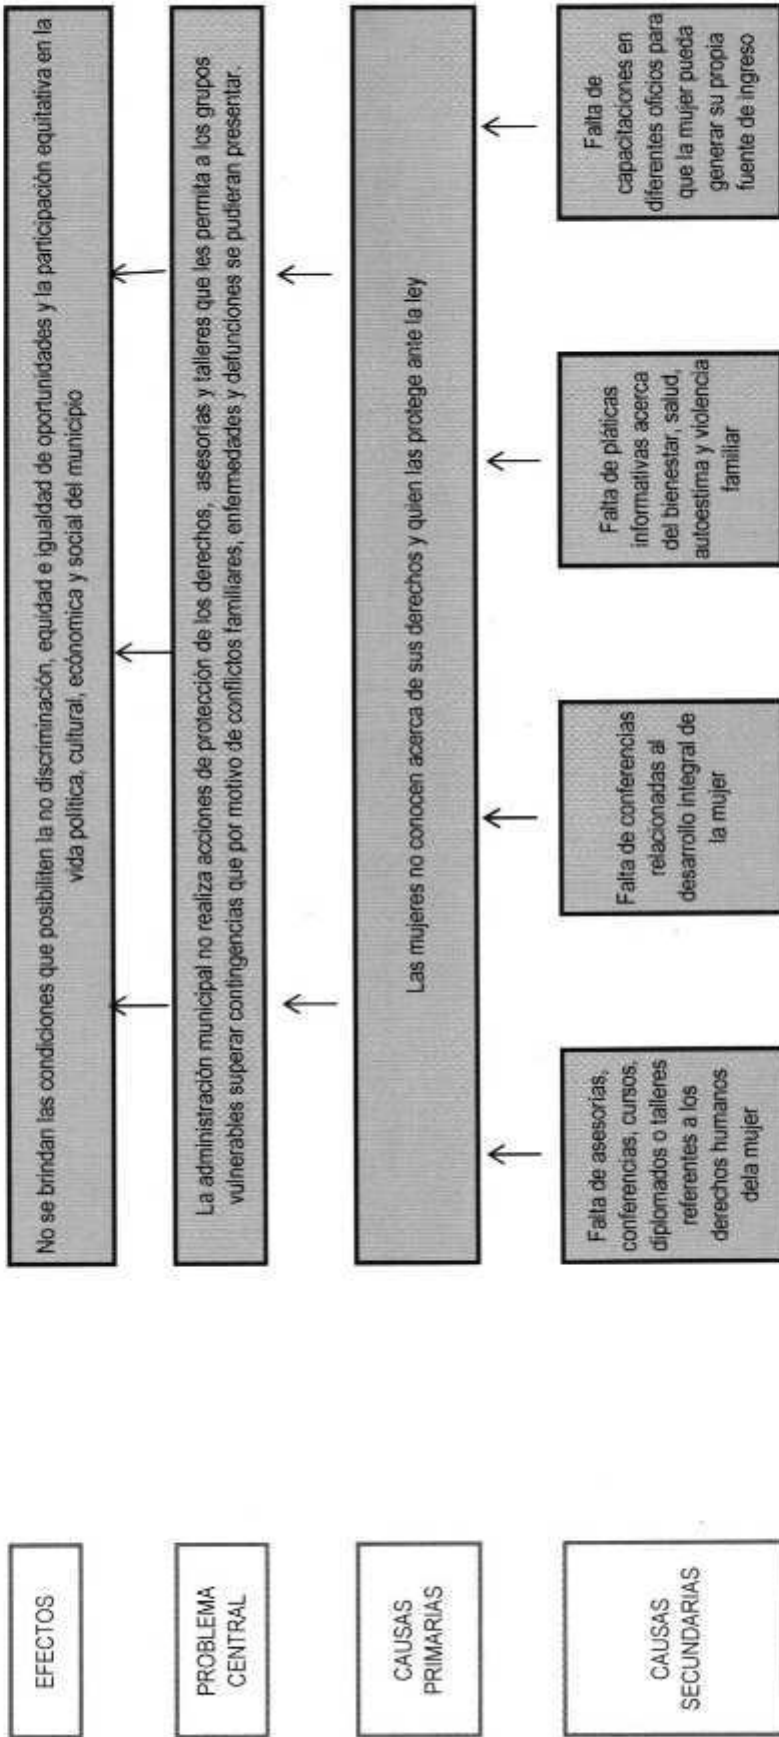 EFECTOS
No se brindan las condiciones que posibiliten la no discriminación, equidad e igualdad de oportunidades y la participación equitativa en la
vida política, cultural, ecónomica y social del municipio
PROBLEMA
CENTRAL
La administración municipal no realiza acciones de protección de los derechos, asesorías y talleres que les permita a los grupos
vulnerables superar contingencias que por motivo de conflictos familiares, enfermedades y defunciones se pudieran presentar.
CAUSAS
PRIMARIAS
Las mujeres no conocen acerca de sus derechos y quien las protege ante la ley
CAUSAS
SECUNDARIAS
Falta de asesorías,
conferencias, cursos,
diplomados o talleres
referentes a los
derechos humanos
dela mujer
Falta de conferencias
relacionadas al
desarrollo integral de
la mujer
Falta de pláticas
informativas acerca
del bienestar, salud,
autoestima y violencia
familiar
Falta de
capacitaciones en
diferentes oficios para
que la mujer pueda
generar su propia
fuente de ingreso